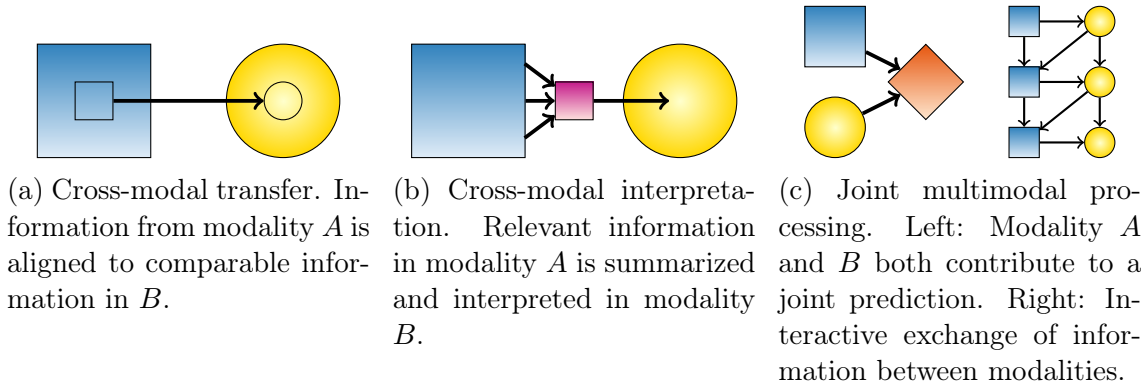 (a) Cross-modal transfer. In-
formation from modality A is
aligned to comparable infor-
mation in B.
(b) Cross-modal interpreta-
tion. Relevant information
in modality A is summarized
and interpreted in modality
B.
(c) Joint multimodal pro-
cessing. Left: Modality A
and B both contribute to a
joint prediction. Right: In-
teractive exchange of infor-
mation between modalities.